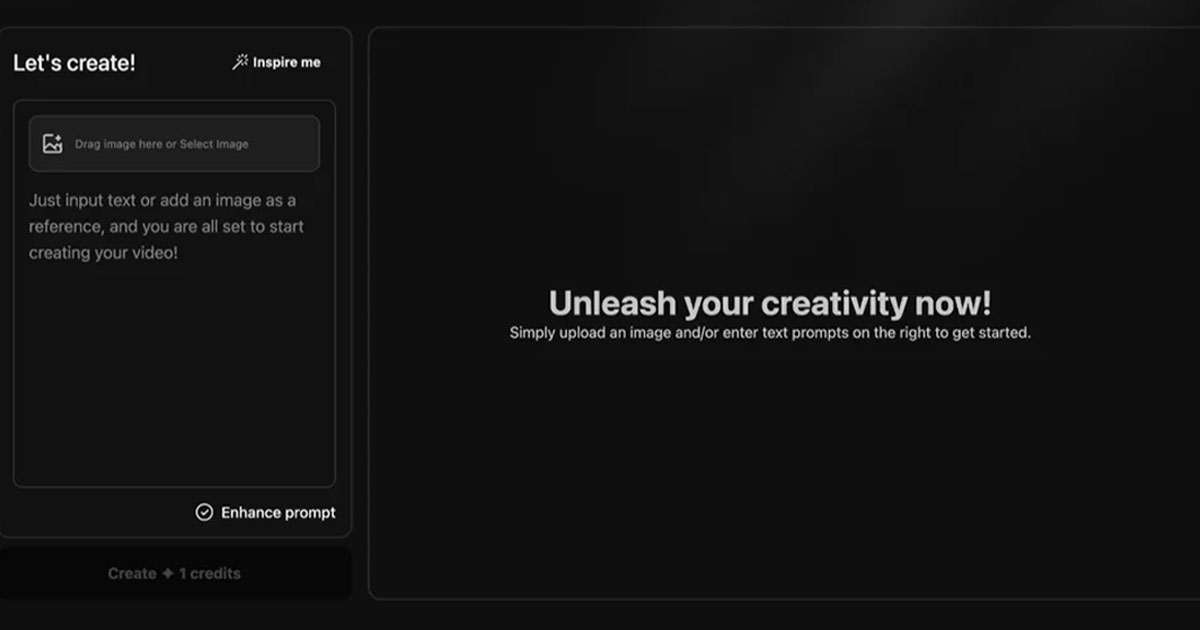 Let's create!
Inspire me
Drag image here or Select Image
Just input text or add an image as a
reference, and you are all set to start
creating your video!
Enhance prompt
Create ✦ 1 credits
Unleash your creativity now!
Simply upload an image and/or enter text prompts on the right to get started.